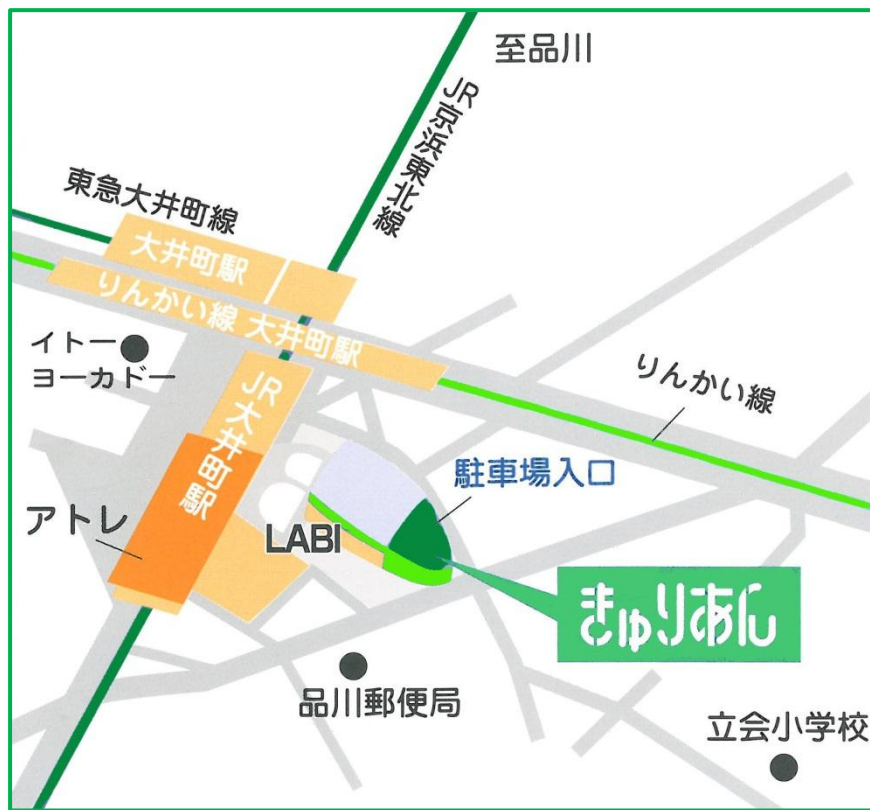 至品川
JR京浜東北線
東急大井町線
大井町駅
りんかい線 大井町駅
イトー
ヨーカドー
JR大井町駅
りんかい線
駐車場入口
アトレ
LABI
きゅりあん
品川郵便局
立会小学校